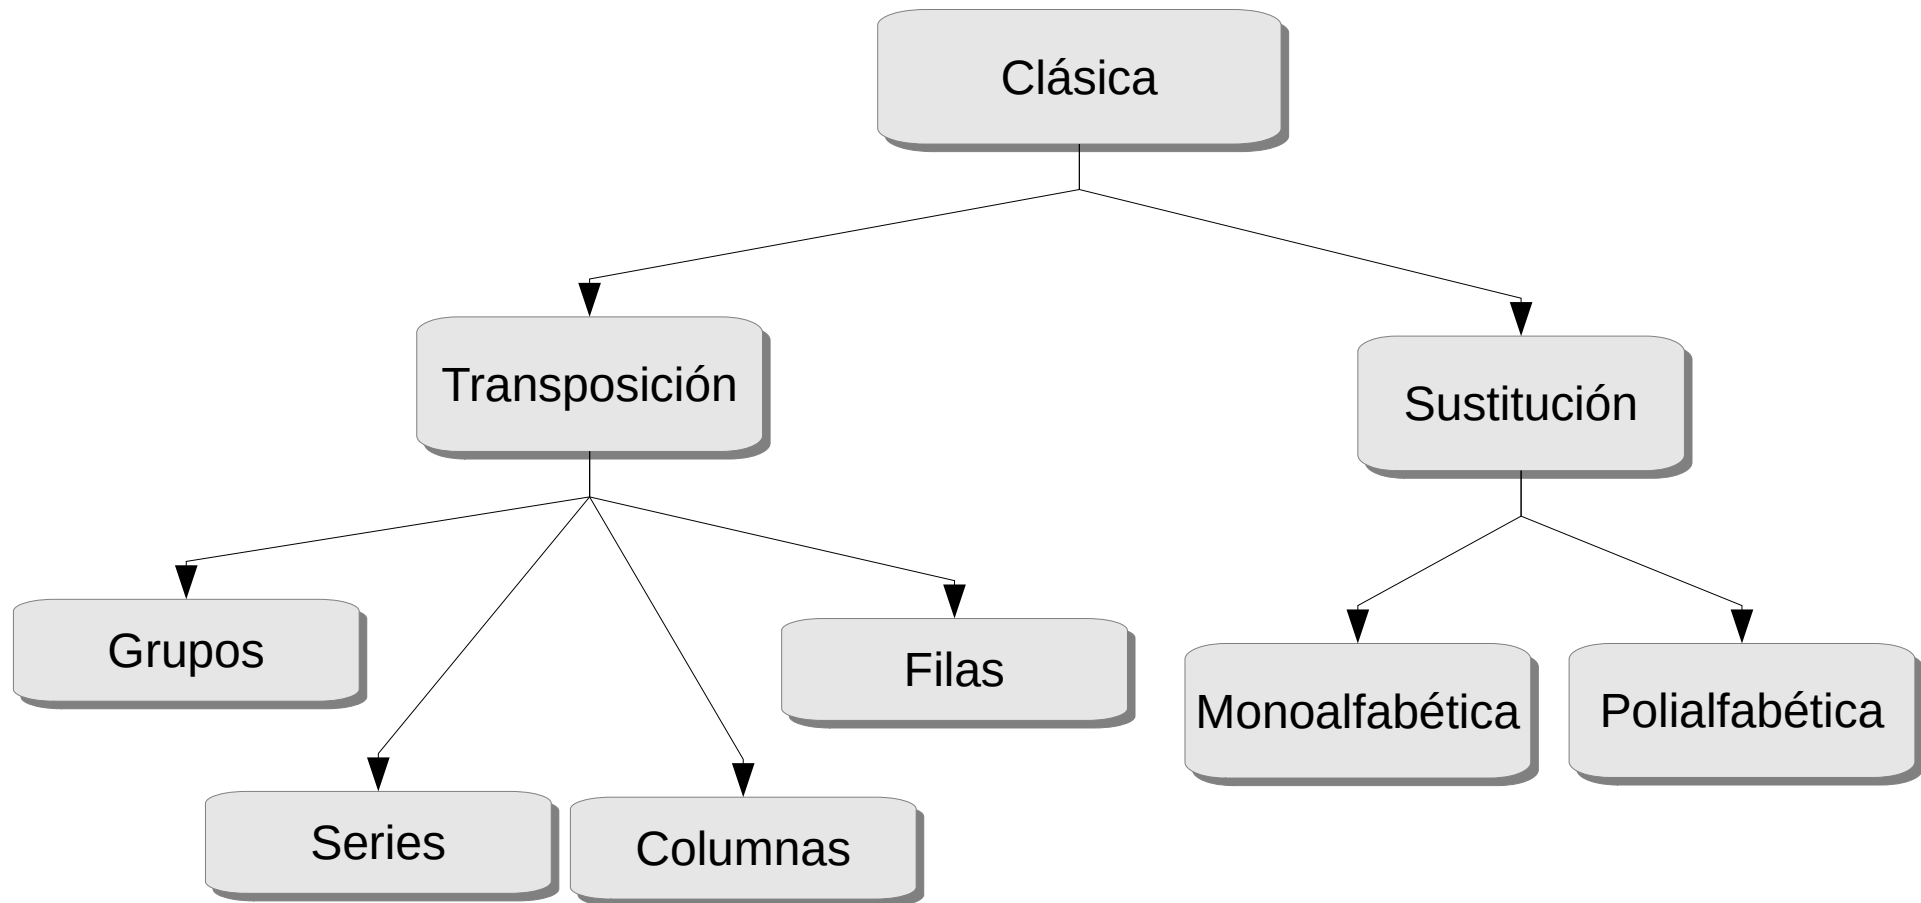 Clásica
Transposición
Sustitución
Grupos
Filas
Monoalfabética
Polialfabética
Series
Columnas